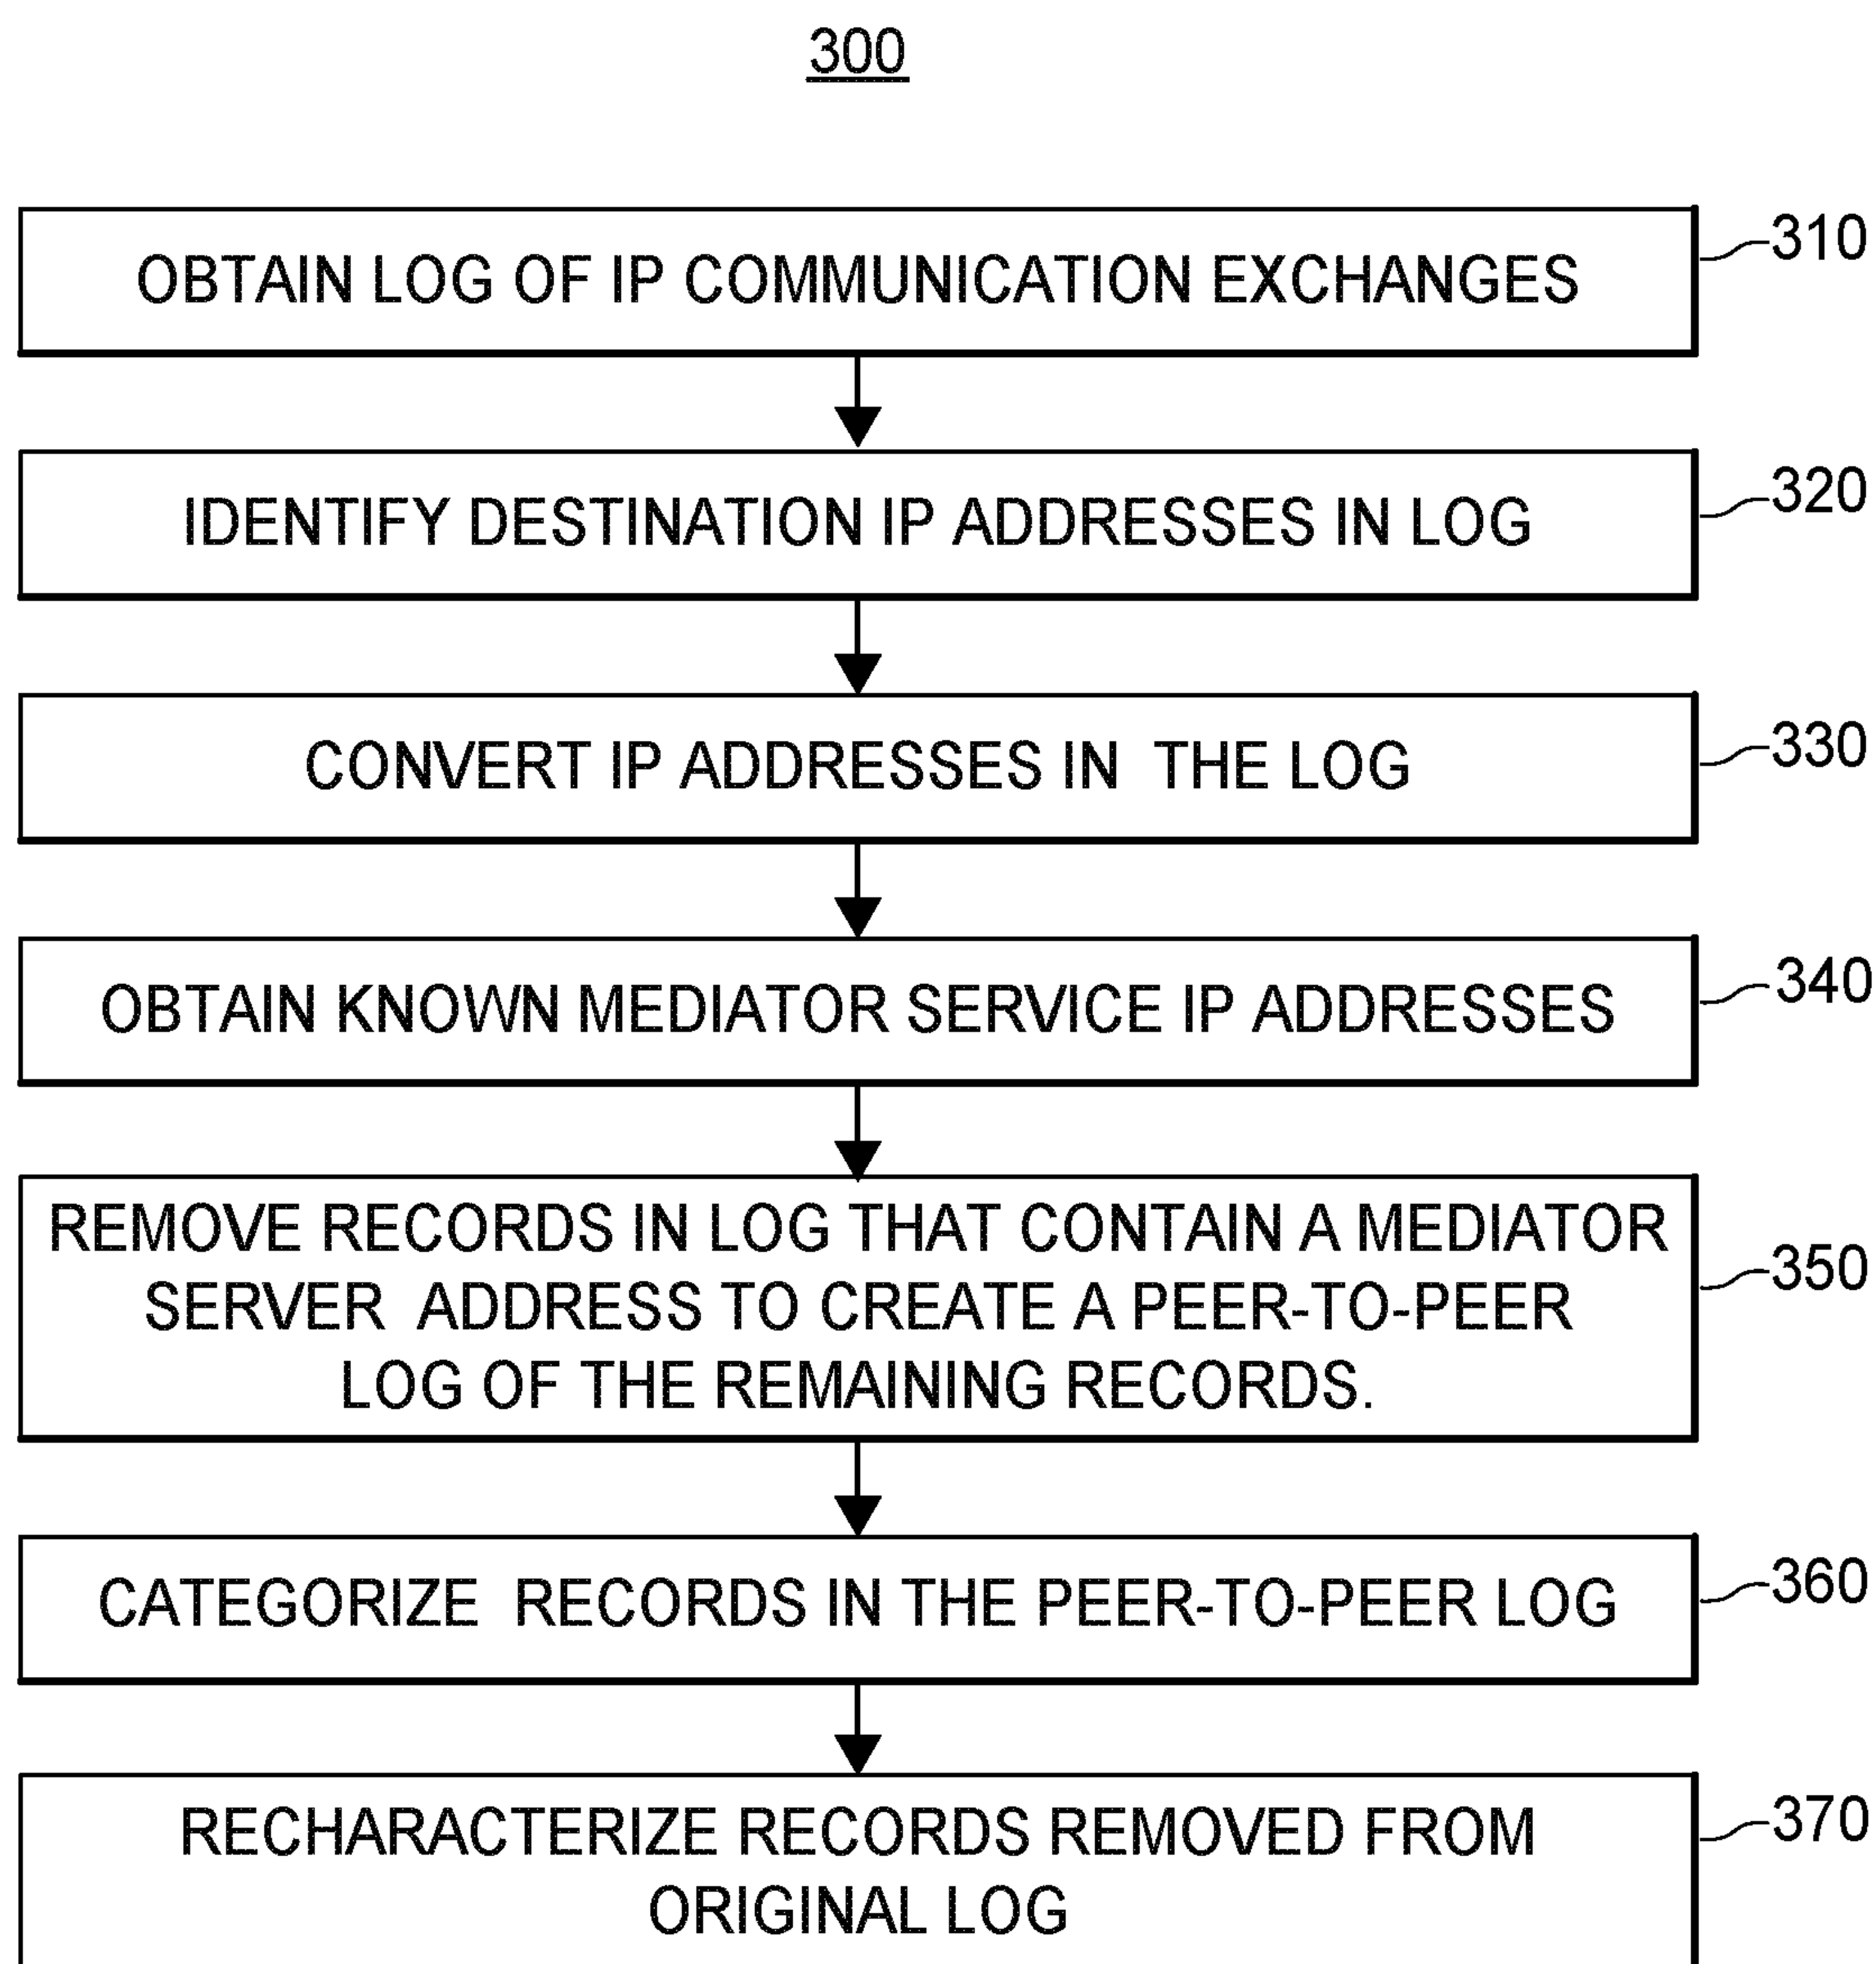 300
OBTAIN LOG OF IP COMMUNICATION EXCHANGES
310
IDENTIFY DESTINATION IP ADDRESSES IN LOG
320
CONVERT IP ADDRESSES IN THE LOG
330
OBTAIN KNOWN MEDIATOR SERVICE IP ADDRESSES
340
REMOVE RECORDS IN LOG THAT CONTAIN A MEDIATOR
SERVER ADDRESS TO CREATE A PEER-TO-PEER
LOG OF THE REMAINING RECORDS.
350
CATEGORIZE RECORDS IN THE PEER-TO-PEER LOG
360
RECHARACTERIZE RECORDS REMOVED FROM
ORIGINAL LOG
370